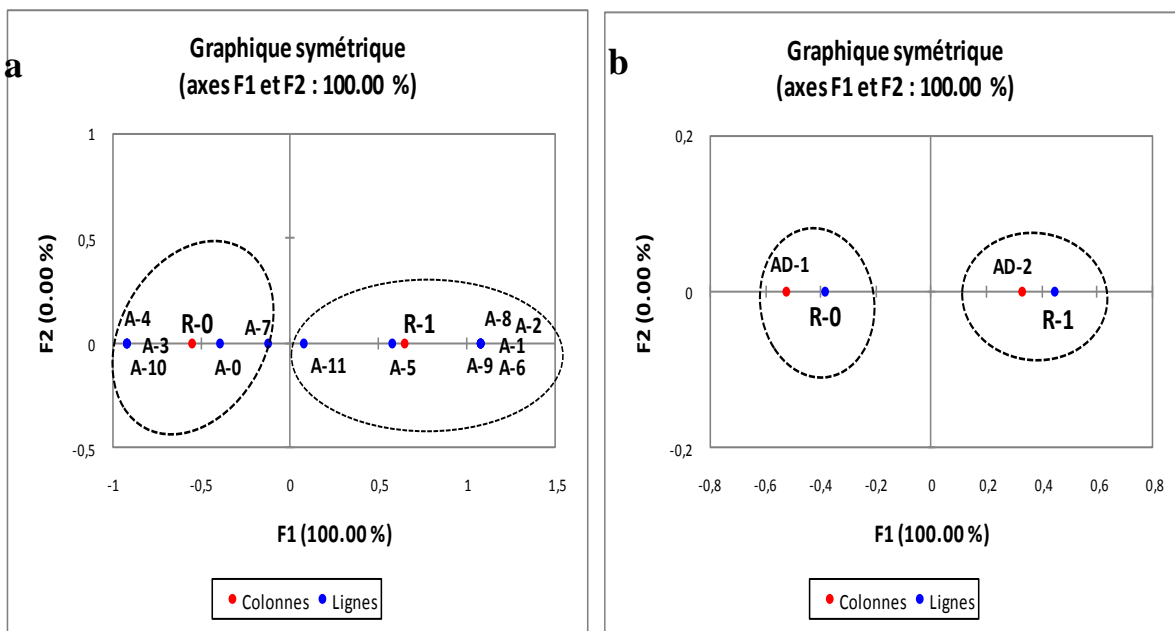 a
Graphique symétrique
(axes F1 et F2 : 100.00 %)
F2 (0.00 %)
1
0,5
0
-0,5
A-4
A-3
A-10
R-0
A-0
A-7
A-11
A-5
R-1
A-8
A-2
A-1
A-9
A-6
-1 -0,5 0 0,5 1 1,5
F1 (100.00 %)
Colonnes Lignes
b
Graphique symétrique
(axes F1 et F2 : 100.00 %)
F2 (0.00 %)
0,2
0
-0,2
AD-1
R-0
AD-2
R-1
-0,8 -0,6 -0,4 -0,2 0 0,2 0,4 0,6 0,8
F1 (100.00 %)
Colonnes Lignes